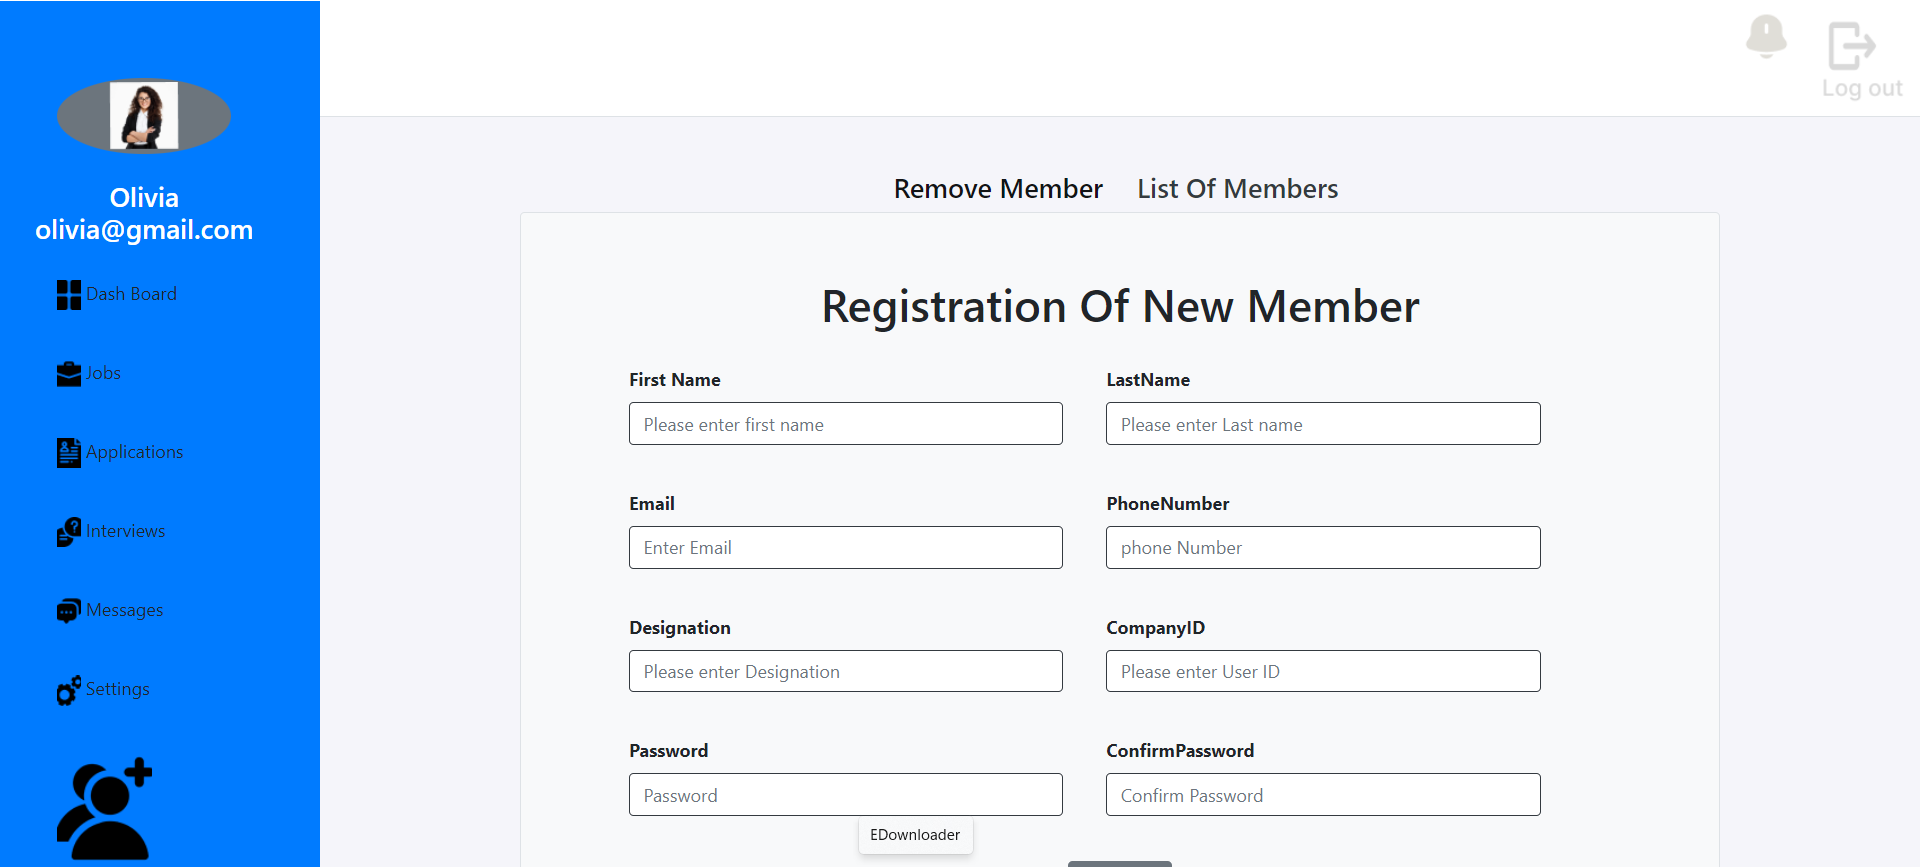 Log out
Olivia
olivia@gmail.com
Dash Board
Jobs
Applications
Interviews
Messages
Settings
Remove Member List Of Members
Registration Of New Member
First Name LastName
Please enter first name Please enter Last name
Email PhoneNumber
Enter Email phone Number
Designation CompanyID
Please enter Designation Please enter User ID
Password ConfirmPassword
Password Confirm Password
EDownloader